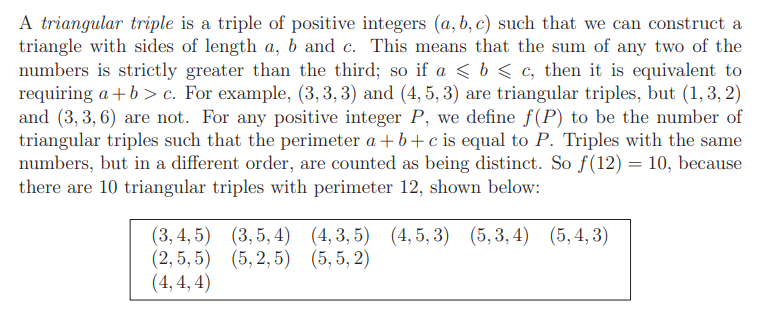 A triangular triple is a triple of positive integers (a, b, c) such that we can construct a
triangle with sides of length a, b and c. This means that the sum of any two of the
numbers is strictly greater than the third; so if a ⩽ b ⩽ c, then it is equivalent to
requiring a + b > c. For example, (3, 3, 3) and (4, 5, 3) are triangular triples, but (1, 3, 2)
and (3, 3, 6) are not. For any positive integer P, we define f(P) to be the number of
triangular triples such that the perimeter a + b + c is equal to P. Triples with the same
numbers, but in a different order, are counted as being distinct. So f(12) = 10, because
there are 10 triangular triples with perimeter 12, shown below:
(3, 4, 5) (3, 5, 4) (4, 3, 5) (4, 5, 3) (5, 3, 4) (5, 4, 3)
(2, 5, 5) (5, 2, 5) (5, 5, 2)
(4, 4, 4)